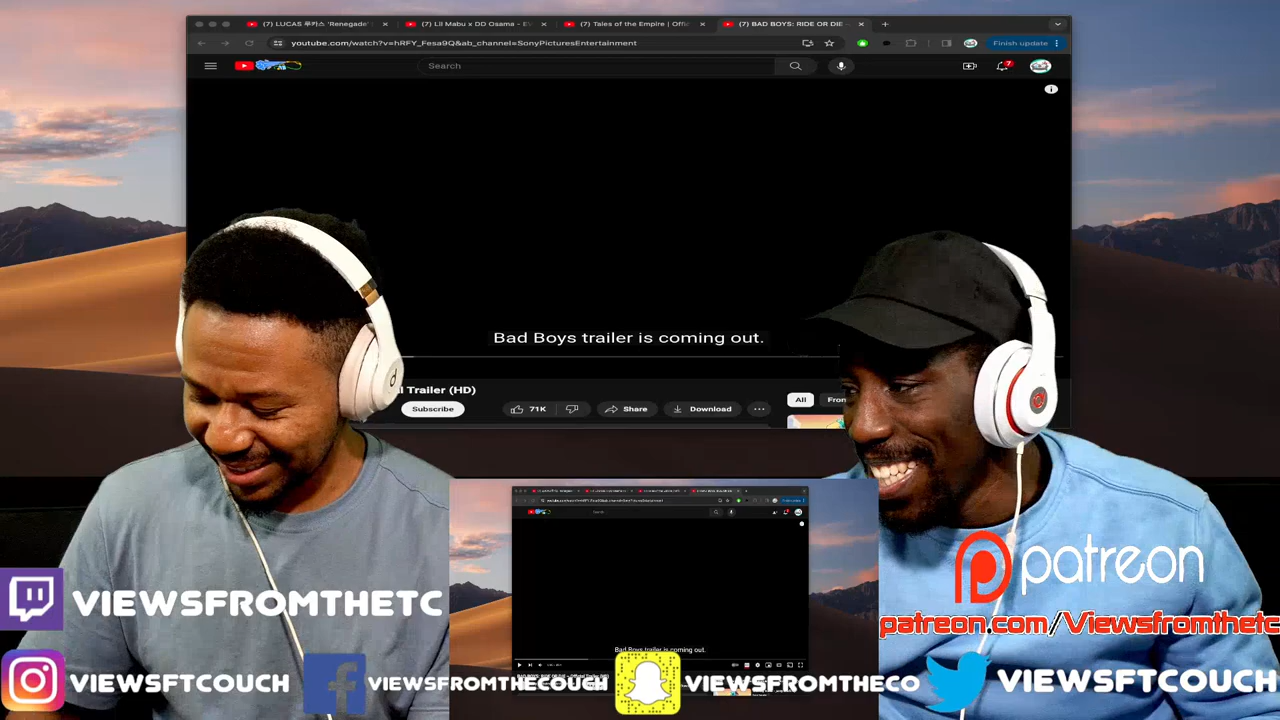 (7) LUCAS 루카스 'Renegade'
(7) Lil Mabu x DD Osama - E
(7) Tales of the Empire | Offi
(7) BAD BOYS: RIDE OR DIE –
youtube.com/watch?v=hRFY_Fesa9Q&ab_channel=SonyPicturesEntertainment
Finish update
Search
7
Bad Boys trailer is coming out.
l Trailer (HD)
Subscribe
71K
Share
Download
All
Fron
Search
Bad Boys trailer is coming out.
patreon
patreon.com/Viewsfromthetc
VIEWSFROMTHETC
VIEWSFTCOUCH
VIEWSFROMTHECOUCH
VIEWSFROMTHECO
VIEWSFTCOUCH